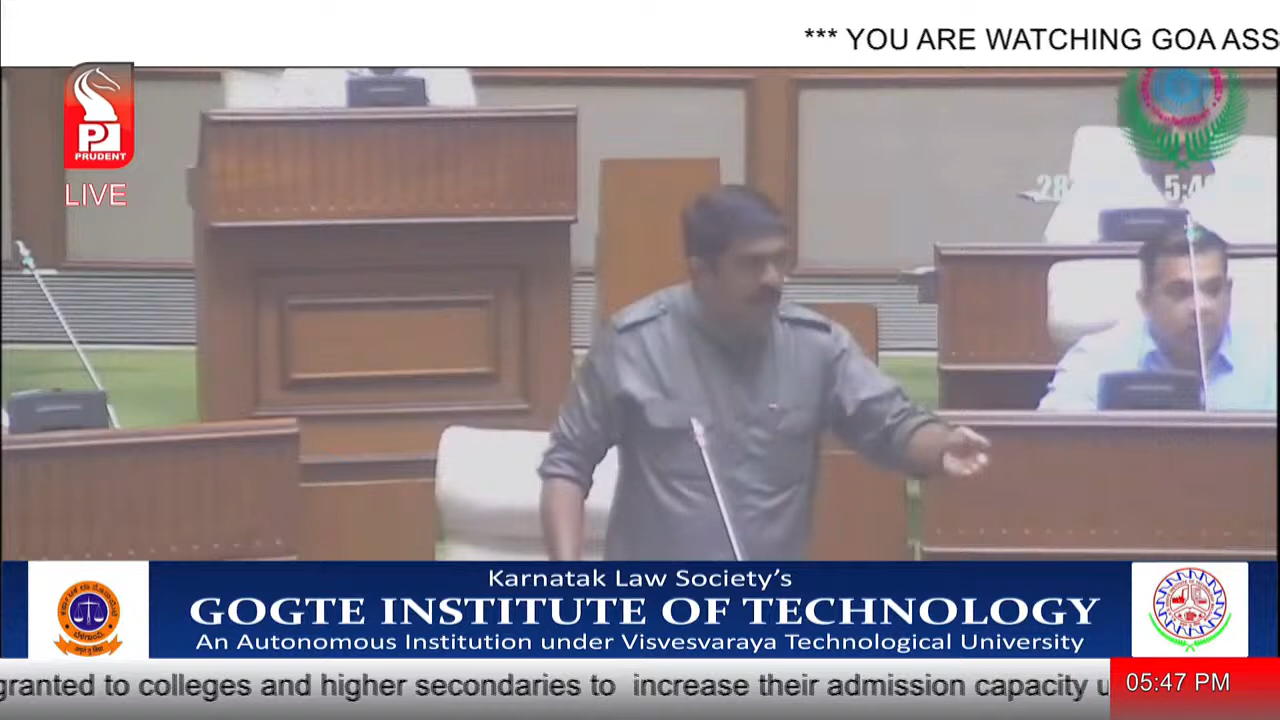 *** YOU ARE WATCHING GOA ASS
PRUDENT
LIVE
Karnatak Law Society's
GOGTE INSTITUTE OF TECHNOLOGY
An Autonomous Institution under Visvesvaraya Technological University
granted to colleges and higher secondaries to increase their admission capacity u
05:47 PM